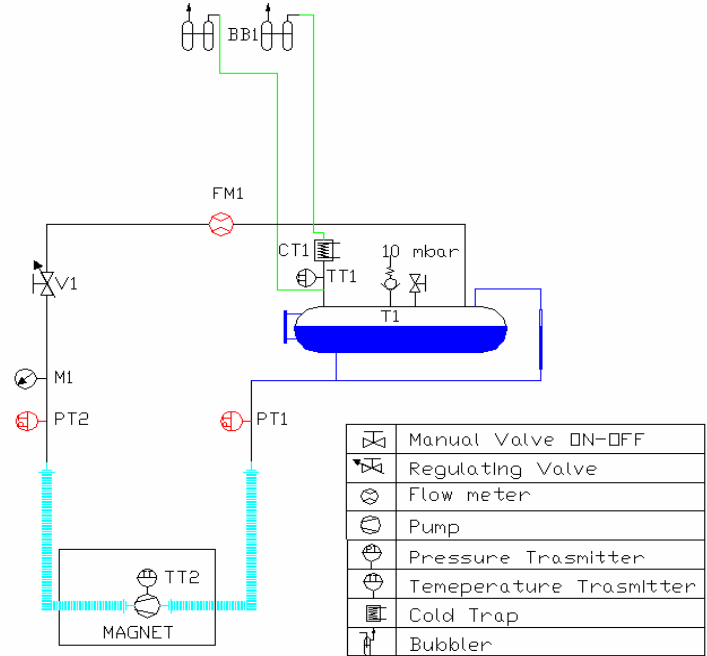 BB1
FM1
CT1
10 mbar
TT1
V1
T1
M1
PT2
PT1
TT2
MAGNET
Manual Valve ON-OFF
Regulating Valve
Flow meter
Pump
Pressure Trasmitter
Temeperature Trasmitter
Cold Trap
Bubbler